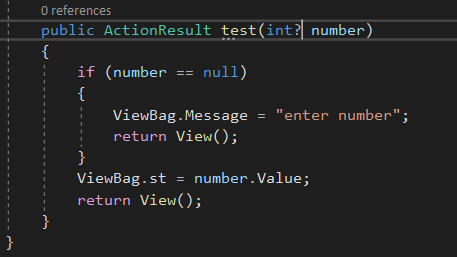 0 references
public ActionResult test(int? number)
{
if (number == null)
{
ViewBag.Message = "enter number";
return View();
}
ViewBag.st = number.Value;
return View();
}
}